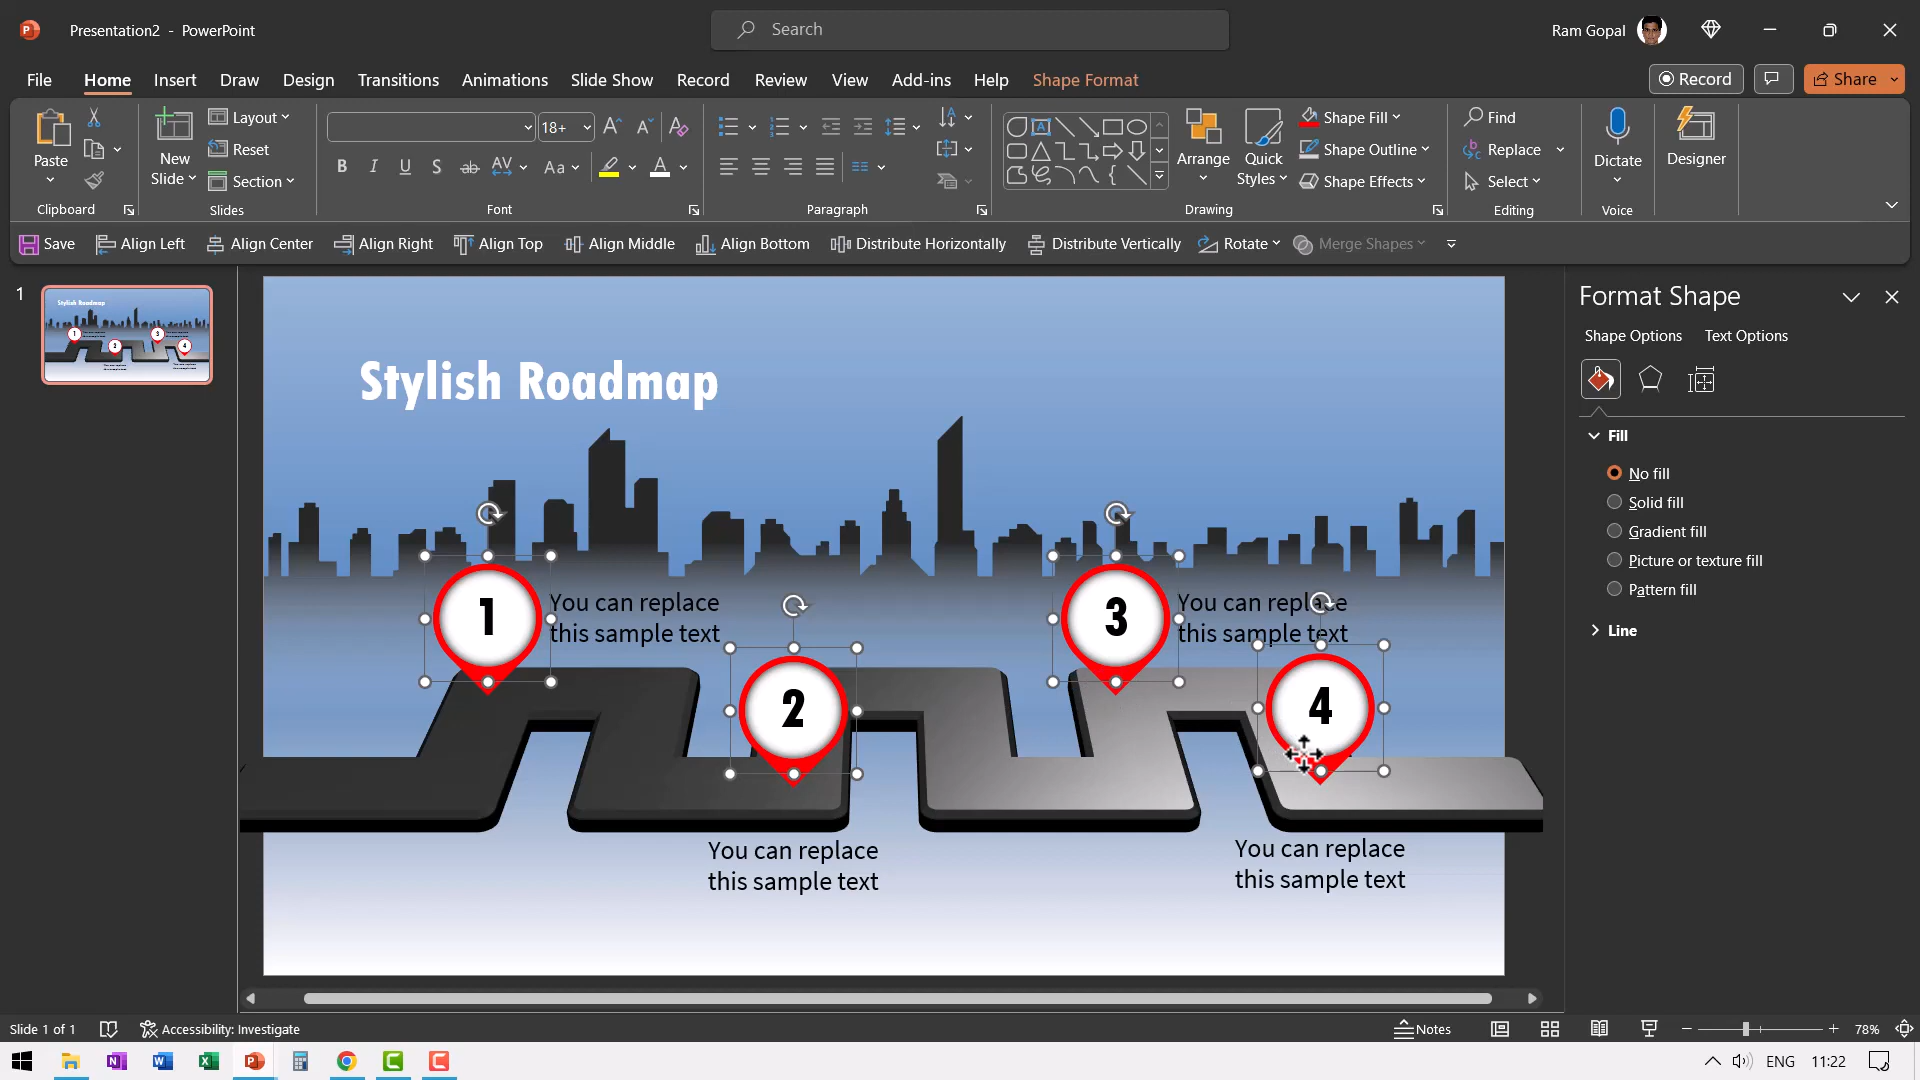 Presentation2 - PowerPoint
Search
Ram Gopal
File Home Insert Draw Design Transitions Animations Slide Show Record Review View Add-ins Help Shape Format
Record
Share
Paste
Clipboard
New
Slide
Layout
Reset
Section
Slides
18+
Font
Paragraph
Arrange
Quick
Styles
Shape Fill
Shape Outline
Shape Effects
Drawing
Find
Replace
Select
Editing
Dictate
Voice
Designer
Save Align Left Align Center Align Right Align Top Align Middle Align Bottom Distribute Horizontally Distribute Vertically Rotate Merge Shapes
1
Stylish Roadmap
1
You can replace
this sample text
2
You can replace
this sample text
3
You can replace
this sample text
4
You can replace
this sample text
Format Shape
Shape Options Text Options
Fill
No fill
Solid fill
Gradient fill
Picture or texture fill
Pattern fill
Line
Slide 1 of 1
Accessibility: Investigate
Notes
78%
ENG
11:22